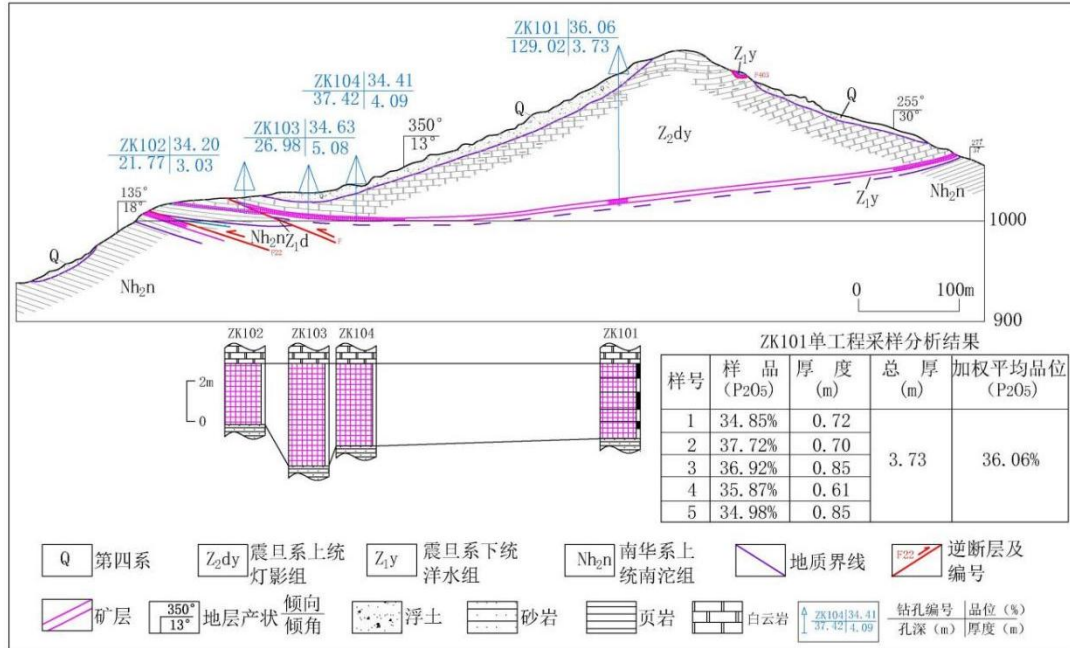 ZK101 36.06
129.02 3.73
ZK104 34.41
37.42 4.09
ZK103 34.63
26.98 5.08
ZK102 34.20
21.77 3.03
Z₁y
Q
Q
350°
13°
255°
30°
Z₂dy
135°
18°
Nh₂n
Z₁y
Nh₂n
Z₁d
F22
F
1000
Q
Nh₂n
0 100m
900
ZK102 ZK103 ZK104 ZK101
2m
0
ZK101单工程采样分析结果
样号 样品(P2O5) 厚度(m) 总厚(m) 加权平均品位(P2O5)
1 34.85% 0.72
2 37.72% 0.70
3 36.92% 0.85 3.73 36.06%
4 35.87% 0.61
5 34.98% 0.85
Q 第四系
Z₂dy 震旦系上统灯影组
Z₁y 震旦系下统洋水组
Nh₂n 南华系上统南沱组
地质界线
F22 逆断层及编号
矿层
350° 13° 地层产状 倾向 倾角
浮土
砂岩
页岩
白云岩
ZK104 34.41
37.42 4.09
钻孔编号 品位(%)
孔深(m) 厚度(m)